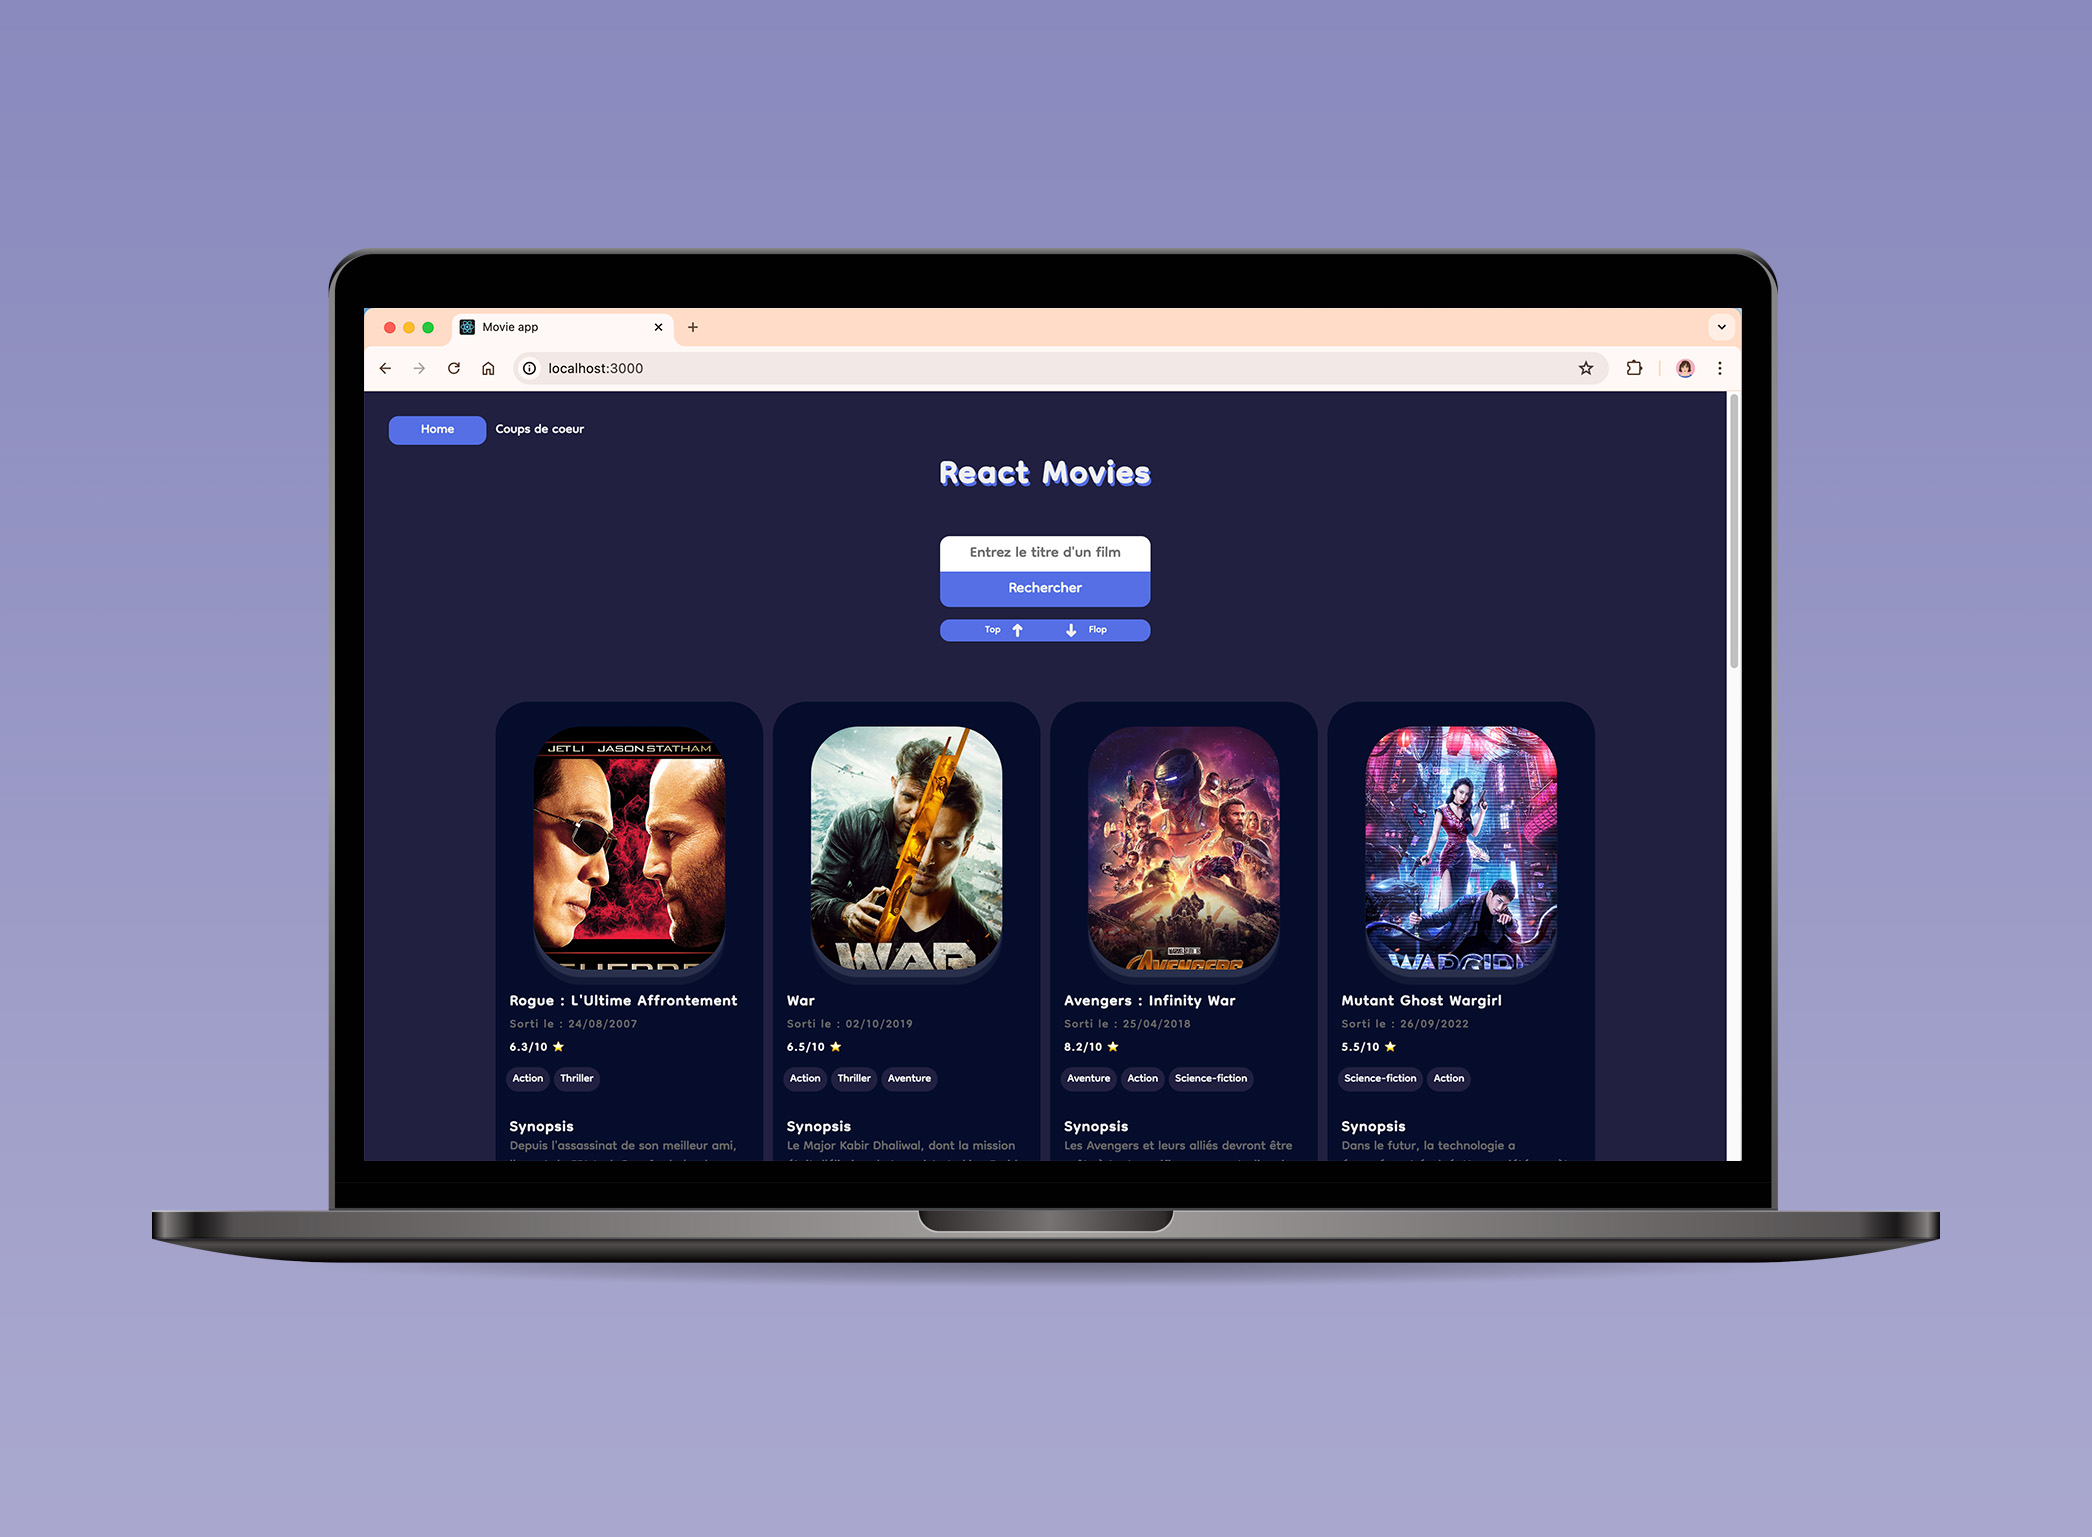 Movie app
localhost:3000
Home Coups de coeur
React Movies
Entrez le titre d'un film
Rechercher
Top Flop
JET LI JASON STATHAM
WAR
MARVEL STUDIOS
AVENGERS
WARGIRL
Rogue : L'Ultime Affrontement
Sorti le : 24/08/2007
6.3/10
Action Thriller
Synopsis
Depuis l'assassinat de son meilleur ami,
War
Sorti le : 02/10/2019
6.5/10
Action Thriller Aventure
Synopsis
Le Major Kabir Dhaliwal, dont la mission
Avengers : Infinity War
Sorti le : 25/04/2018
8.2/10
Aventure Action Science-fiction
Synopsis
Les Avengers et leurs alliés devront être
Mutant Ghost Wargirl
Sorti le : 26/09/2022
5.5/10
Science-fiction Action
Synopsis
Dans le futur, la technologie a